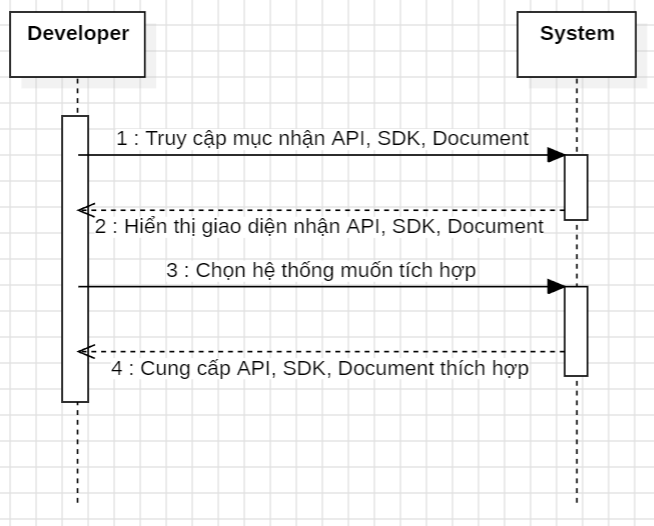 Developer
System
1 : Truy cập mục nhận API, SDK, Document
2 : Hiển thị giao diện nhận API, SDK, Document
3 : Chọn hệ thống muốn tích hợp
4 : Cung cấp API, SDK, Document thích hợp